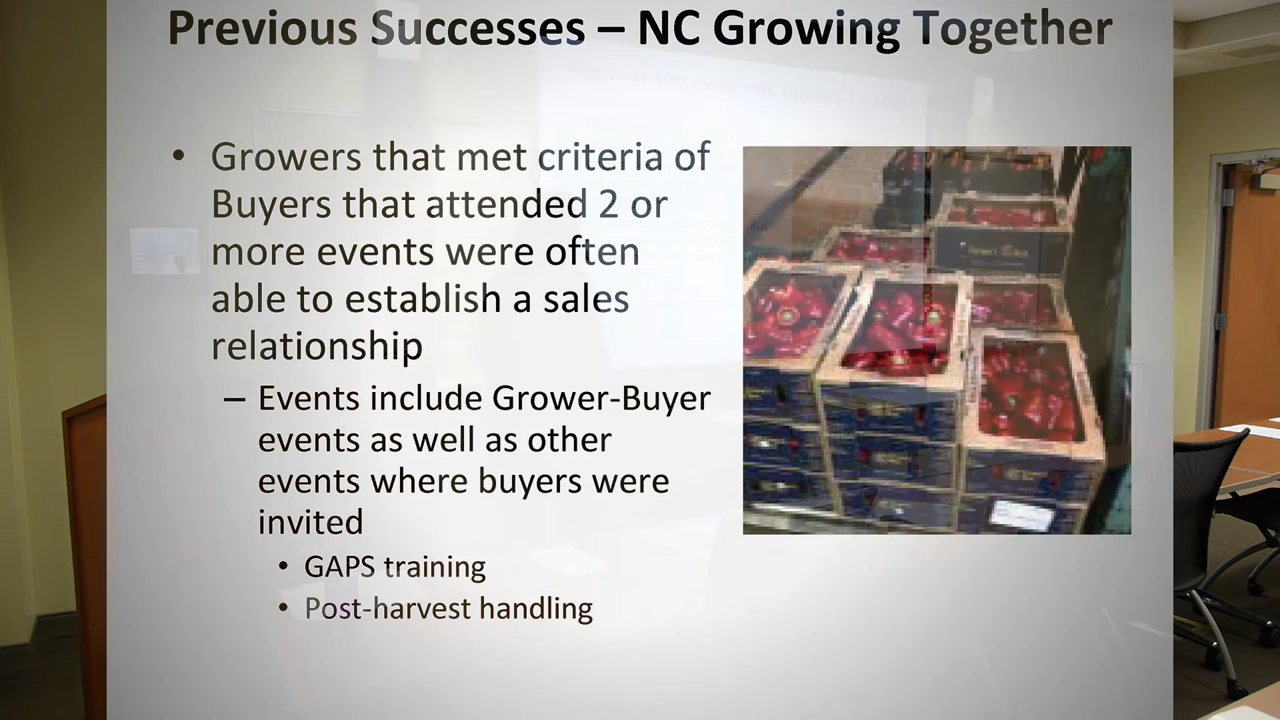 Previous Successes – NC Growing Together
• Growers that met criteria of
Buyers that attended 2 or
more events were often
able to establish a sales
relationship
– Events include Grower-Buyer
events as well as other
events where buyers were
invited
• GAPS training
• Post-harvest handling